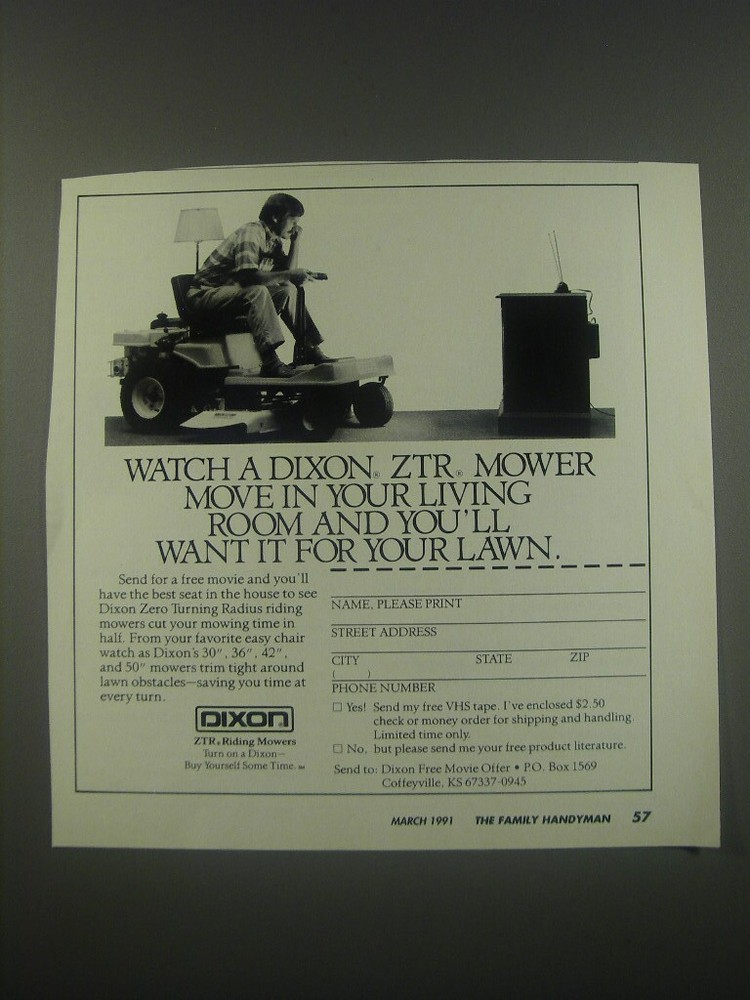 WATCH A DIXON® ZTR® MOWER
MOVE IN YOUR LIVING
ROOM AND YOU'LL
WANT IT FOR YOUR LAWN.
Send for a free movie and you'll
have the best seat in the house to see
Dixon Zero Turning Radius riding
mowers cut your mowing time in
half. From your favorite easy chair
watch as Dixon's 30", 36", 42",
and 50" mowers trim tight around
lawn obstacles—saving you time at
every turn.
DIXON
ZTR® Riding Mowers
Turn on a Dixon—
Buy Yourself Some Time.℠
NAME, PLEASE PRINT
STREET ADDRESS
CITY STATE ZIP
( )
PHONE NUMBER
☐ Yes! Send my free VHS tape. I've enclosed $2.50
check or money order for shipping and handling.
Limited time only.
☐ No, but please send me your free product literature.
Send to: Dixon Free Movie Offer • P.O. Box 1569
Coffeyville, KS 67337-0945
MARCH 1991 THE FAMILY HANDYMAN 57